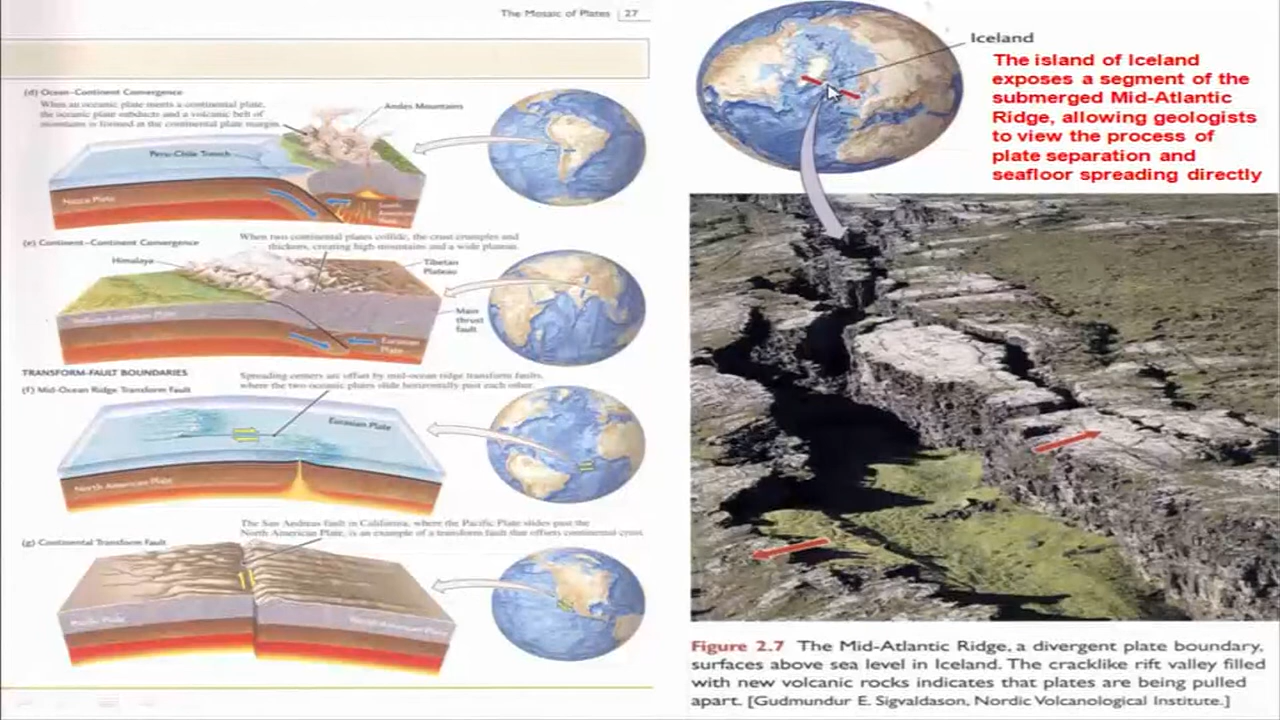 The Mosaic of Plates 27
(d) Ocean–Continent Convergence
When an oceanic plate meets a continental plate,
the oceanic plate subducts and a volcanic belt of
mountains is formed at the continental plate margin.
Andes Mountains
Peru-Chile Trench
Nazca Plate
South
American
Plate
(e) Continent–Continent Convergence
When two continental plates collide, the crust crumples and
thickens, creating high mountains and a wide plateau.
Himalaya
Tibetan
Plateau
Main
thrust
fault
Plate
Eurasian
Plate
TRANSFORM-FAULT BOUNDARIES
(f) Mid-Ocean Ridge Transform Fault
Spreading centers are offset by mid-ocean ridge transform faults,
where the two oceanic plates slide horizontally past each other.
Eurasian Plate
North American Plate
The San Andreas fault in California, where the Pacific Plate slides past the
North American Plate, is an example of a transform fault that offsets continental crust.
(g) Continental Transform Fault
Pacific Plate
North American Plate
Iceland
The island of Iceland
exposes a segment of the
submerged Mid-Atlantic
Ridge, allowing geologists
to view the process of
plate separation and
seafloor spreading directly
Figure 2.7 The Mid-Atlantic Ridge, a divergent plate boundary,
surfaces above sea level in Iceland. The cracklike rift valley filled
with new volcanic rocks indicates that plates are being pulled
apart. [Gudmundur E. Sigvaldason, Nordic Volcanological Institute.]